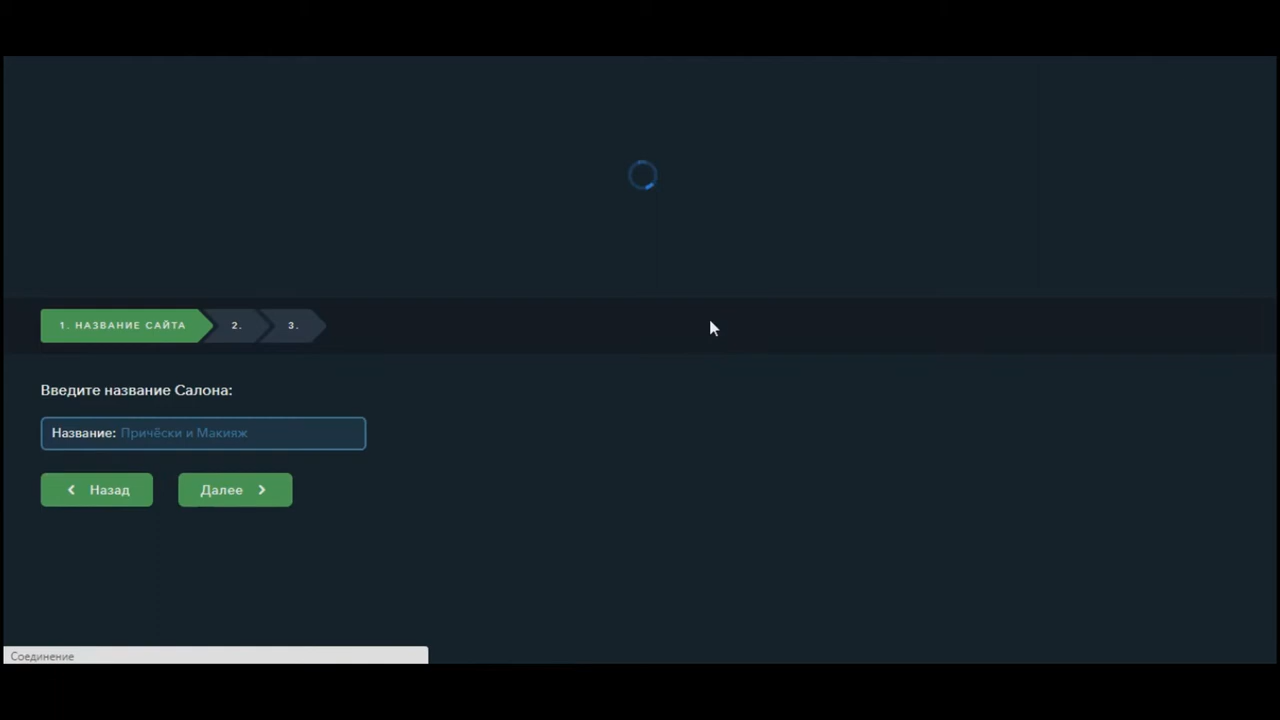 1. НАЗВАНИЕ САЙТА 2. 3.
Введите название Салона:
Название: Причёски и Макияж
Назад Далее
Соединение